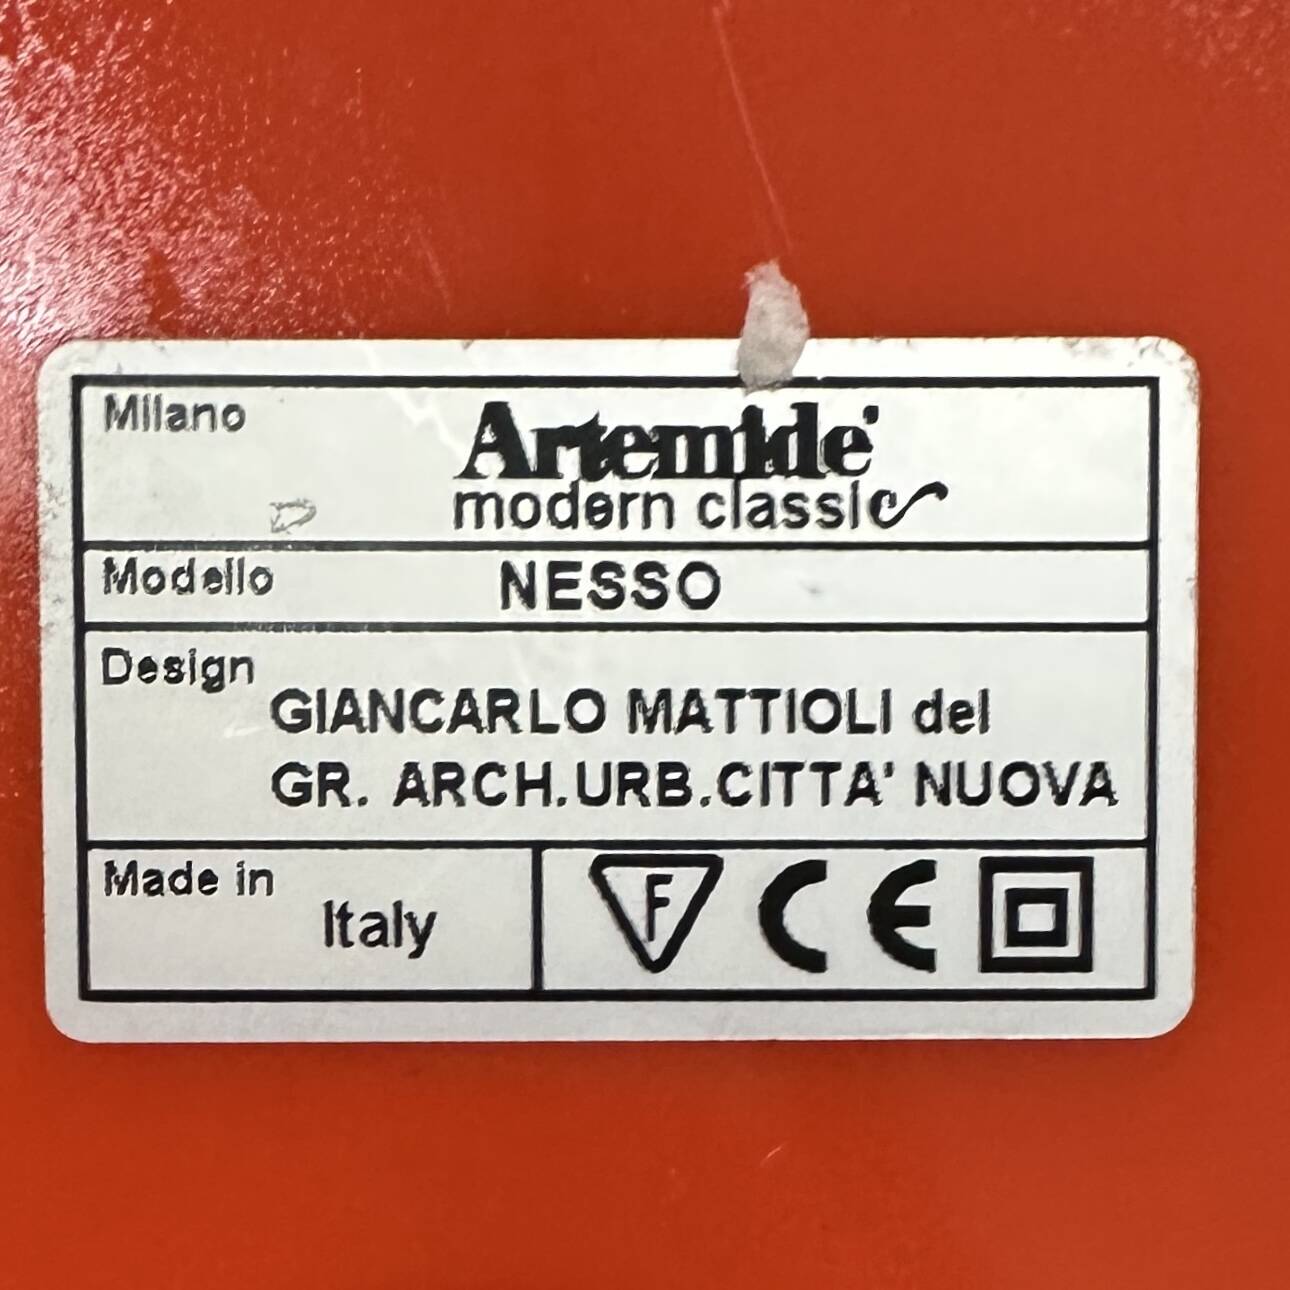 Milano
Artemide
modern classic
Modello NESSO
Design
GIANCARLO MATTIOLI del
GR. ARCH.URB.CITTA' NUOVA
Made in
Italy
F CE